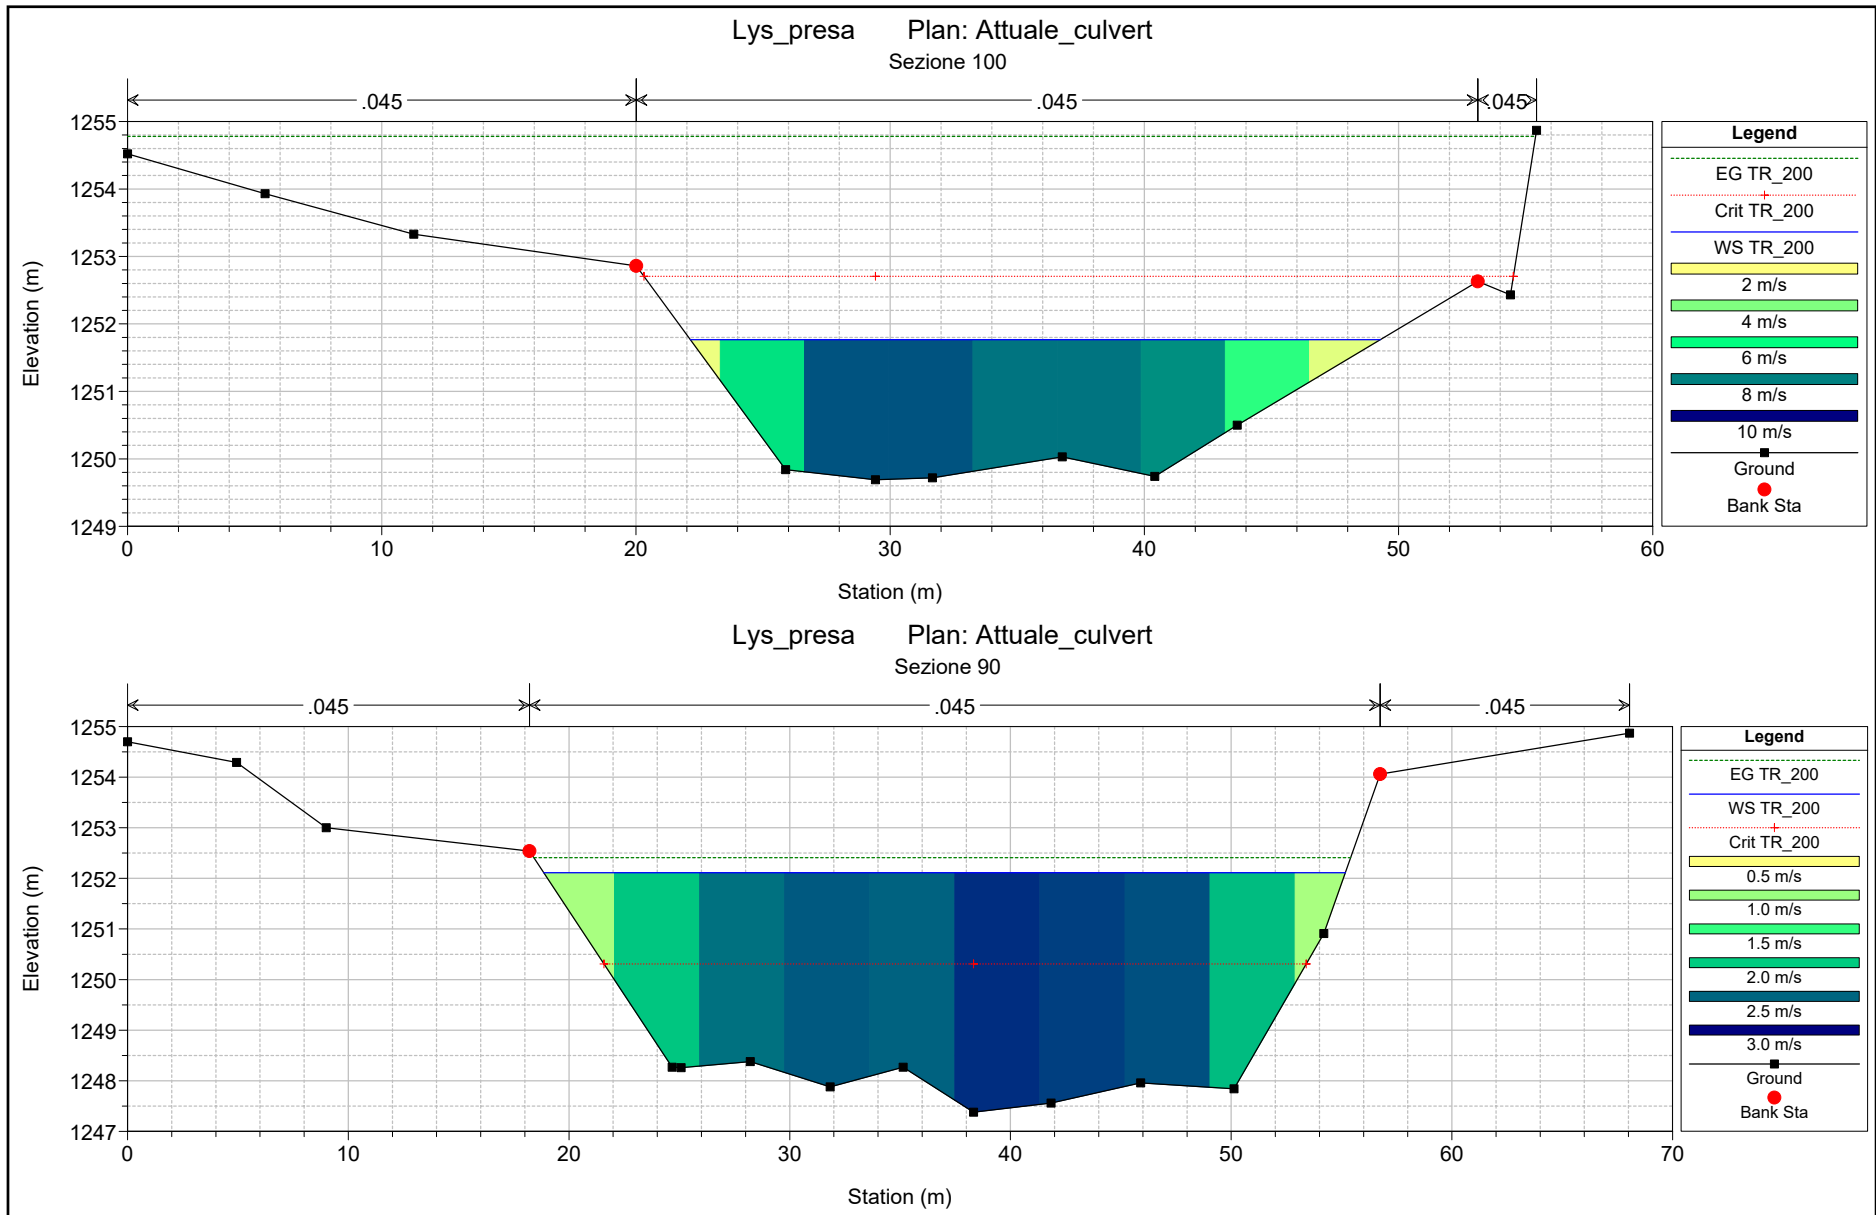 Lys_presa Plan: Attuale_culvert
Sezione 100
.045 .045 .045
1255
1254
1253
1252
1251
1250
1249
0 10 20 30 40 50 60
Elevation (m)
Station (m)
Legend
EG TR_200
Crit TR_200
WS TR_200
2 m/s
4 m/s
6 m/s
8 m/s
10 m/s
Ground
Bank Sta
Lys_presa Plan: Attuale_culvert
Sezione 90
.045 .045 .045
1255
1254
1253
1252
1251
1250
1249
1248
1247
0 10 20 30 40 50 60 70
Elevation (m)
Station (m)
Legend
EG TR_200
WS TR_200
Crit TR_200
0.5 m/s
1.0 m/s
1.5 m/s
2.0 m/s
2.5 m/s
3.0 m/s
Ground
Bank Sta